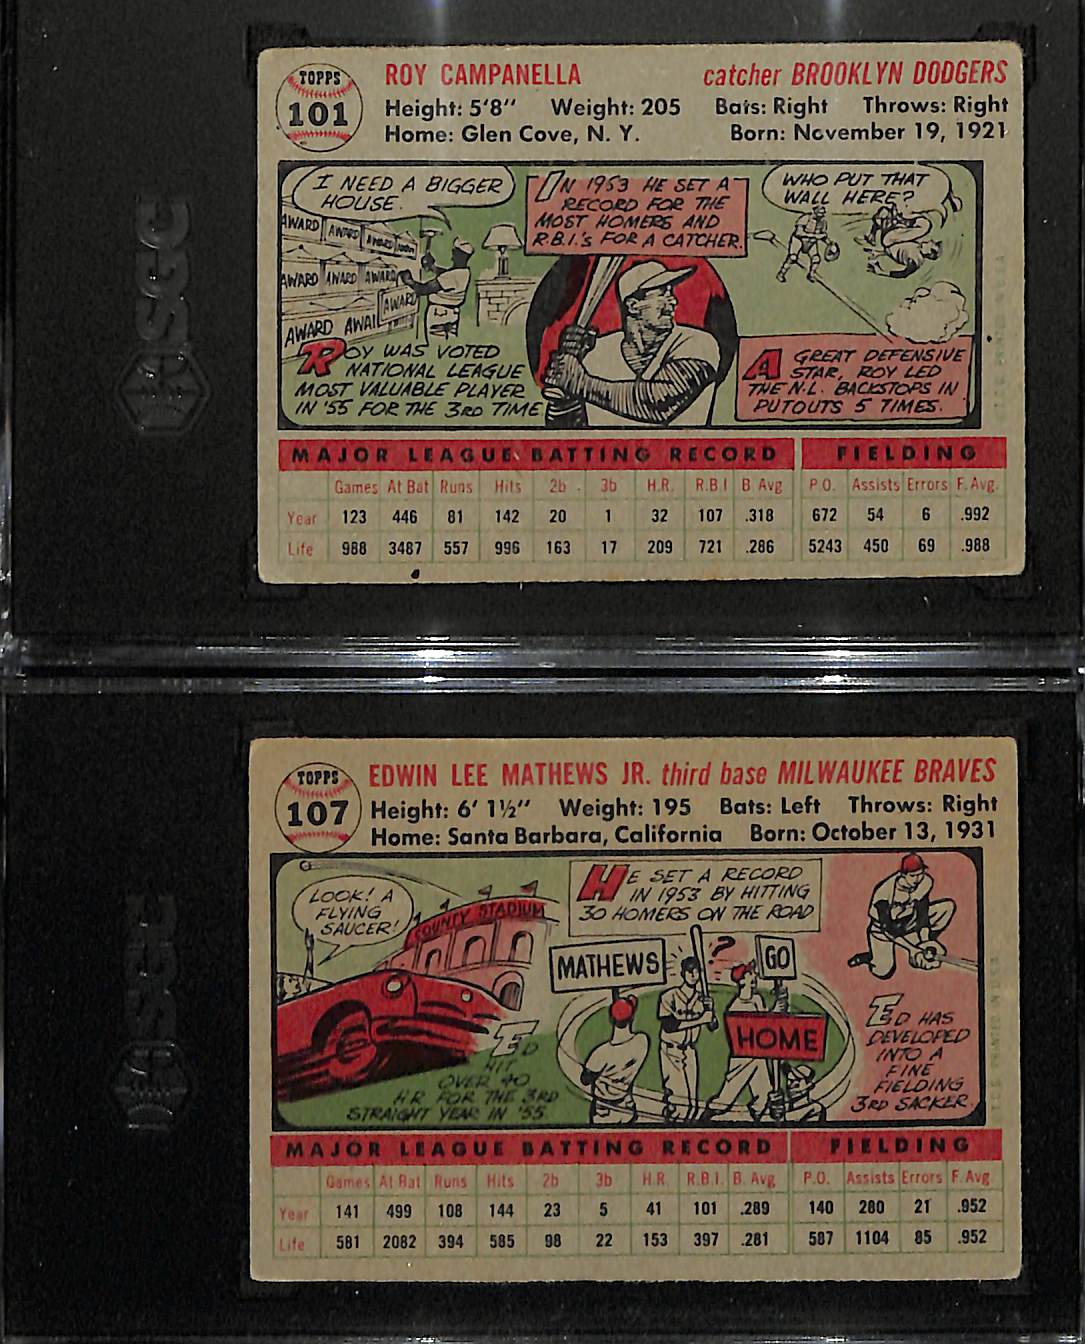 SGC
TOPPS
101
ROY CAMPANELLA catcher BROOKLYN DODGERS
Height: 5'8" Weight: 205 Bats: Right Throws: Right
Home: Glen Cove, N. Y. Born: November 19, 1921
I NEED A BIGGER
HOUSE.
AWARD AWARD AWARD
AWARD AWARD AWARD
AWARD
AWARD
IN 1953 HE SET A
RECORD FOR THE
MOST HOMERS AND
R.B.I.'s FOR A CATCHER.
WHO PUT THAT
WALL HERE?
ROY WAS VOTED
NATIONAL LEAGUE
MOST VALUABLE PLAYER
IN '55 FOR THE 3RD TIME
A GREAT DEFENSIVE
STAR, ROY LED
THE N.L. BACKSTOPS IN
PUTOUTS 5 TIMES.
MAJOR LEAGUE BATTING RECORD FIELDING
Games At Bat Runs Hits 2b 3b H.R. R.B.I B. Avg P.O. Assists Errors F. Avg.
Year 123 446 81 142 20 1 32 107 .318 672 54 6 .992
Life 988 3487 557 996 163 17 209 721 .286 5243 450 69 .988
SGC
TOPPS
107
EDWIN LEE MATHEWS JR. third base MILWAUKEE BRAVES
Height: 6' 1½" Weight: 195 Bats: Left Throws: Right
Home: Santa Barbara, California Born: October 13, 1931
LOOK! A
FLYING
SAUCER!
COUNTY STADIUM
ED
HIT
OVER 40
H.R. FOR THE 3RD
STRAIGHT YEAR IN '55.
HE SET A RECORD
IN 1953 BY HITTING
30 HOMERS ON THE ROAD
MATHEWS
?
GO
HOME
ED HAS
DEVELOPED
INTO A
FINE
FIELDING
3RD SACKER.
MAJOR LEAGUE BATTING RECORD FIELDING
Games At Bat Runs Hits 2b 3b H.R. R.B.I. B. Avg P.O. Assists Errors F. Avg.
Year 141 499 108 144 23 5 41 101 .289 140 280 21 .952
Life 581 2082 394 585 98 22 153 397 .281 587 1104 85 .952